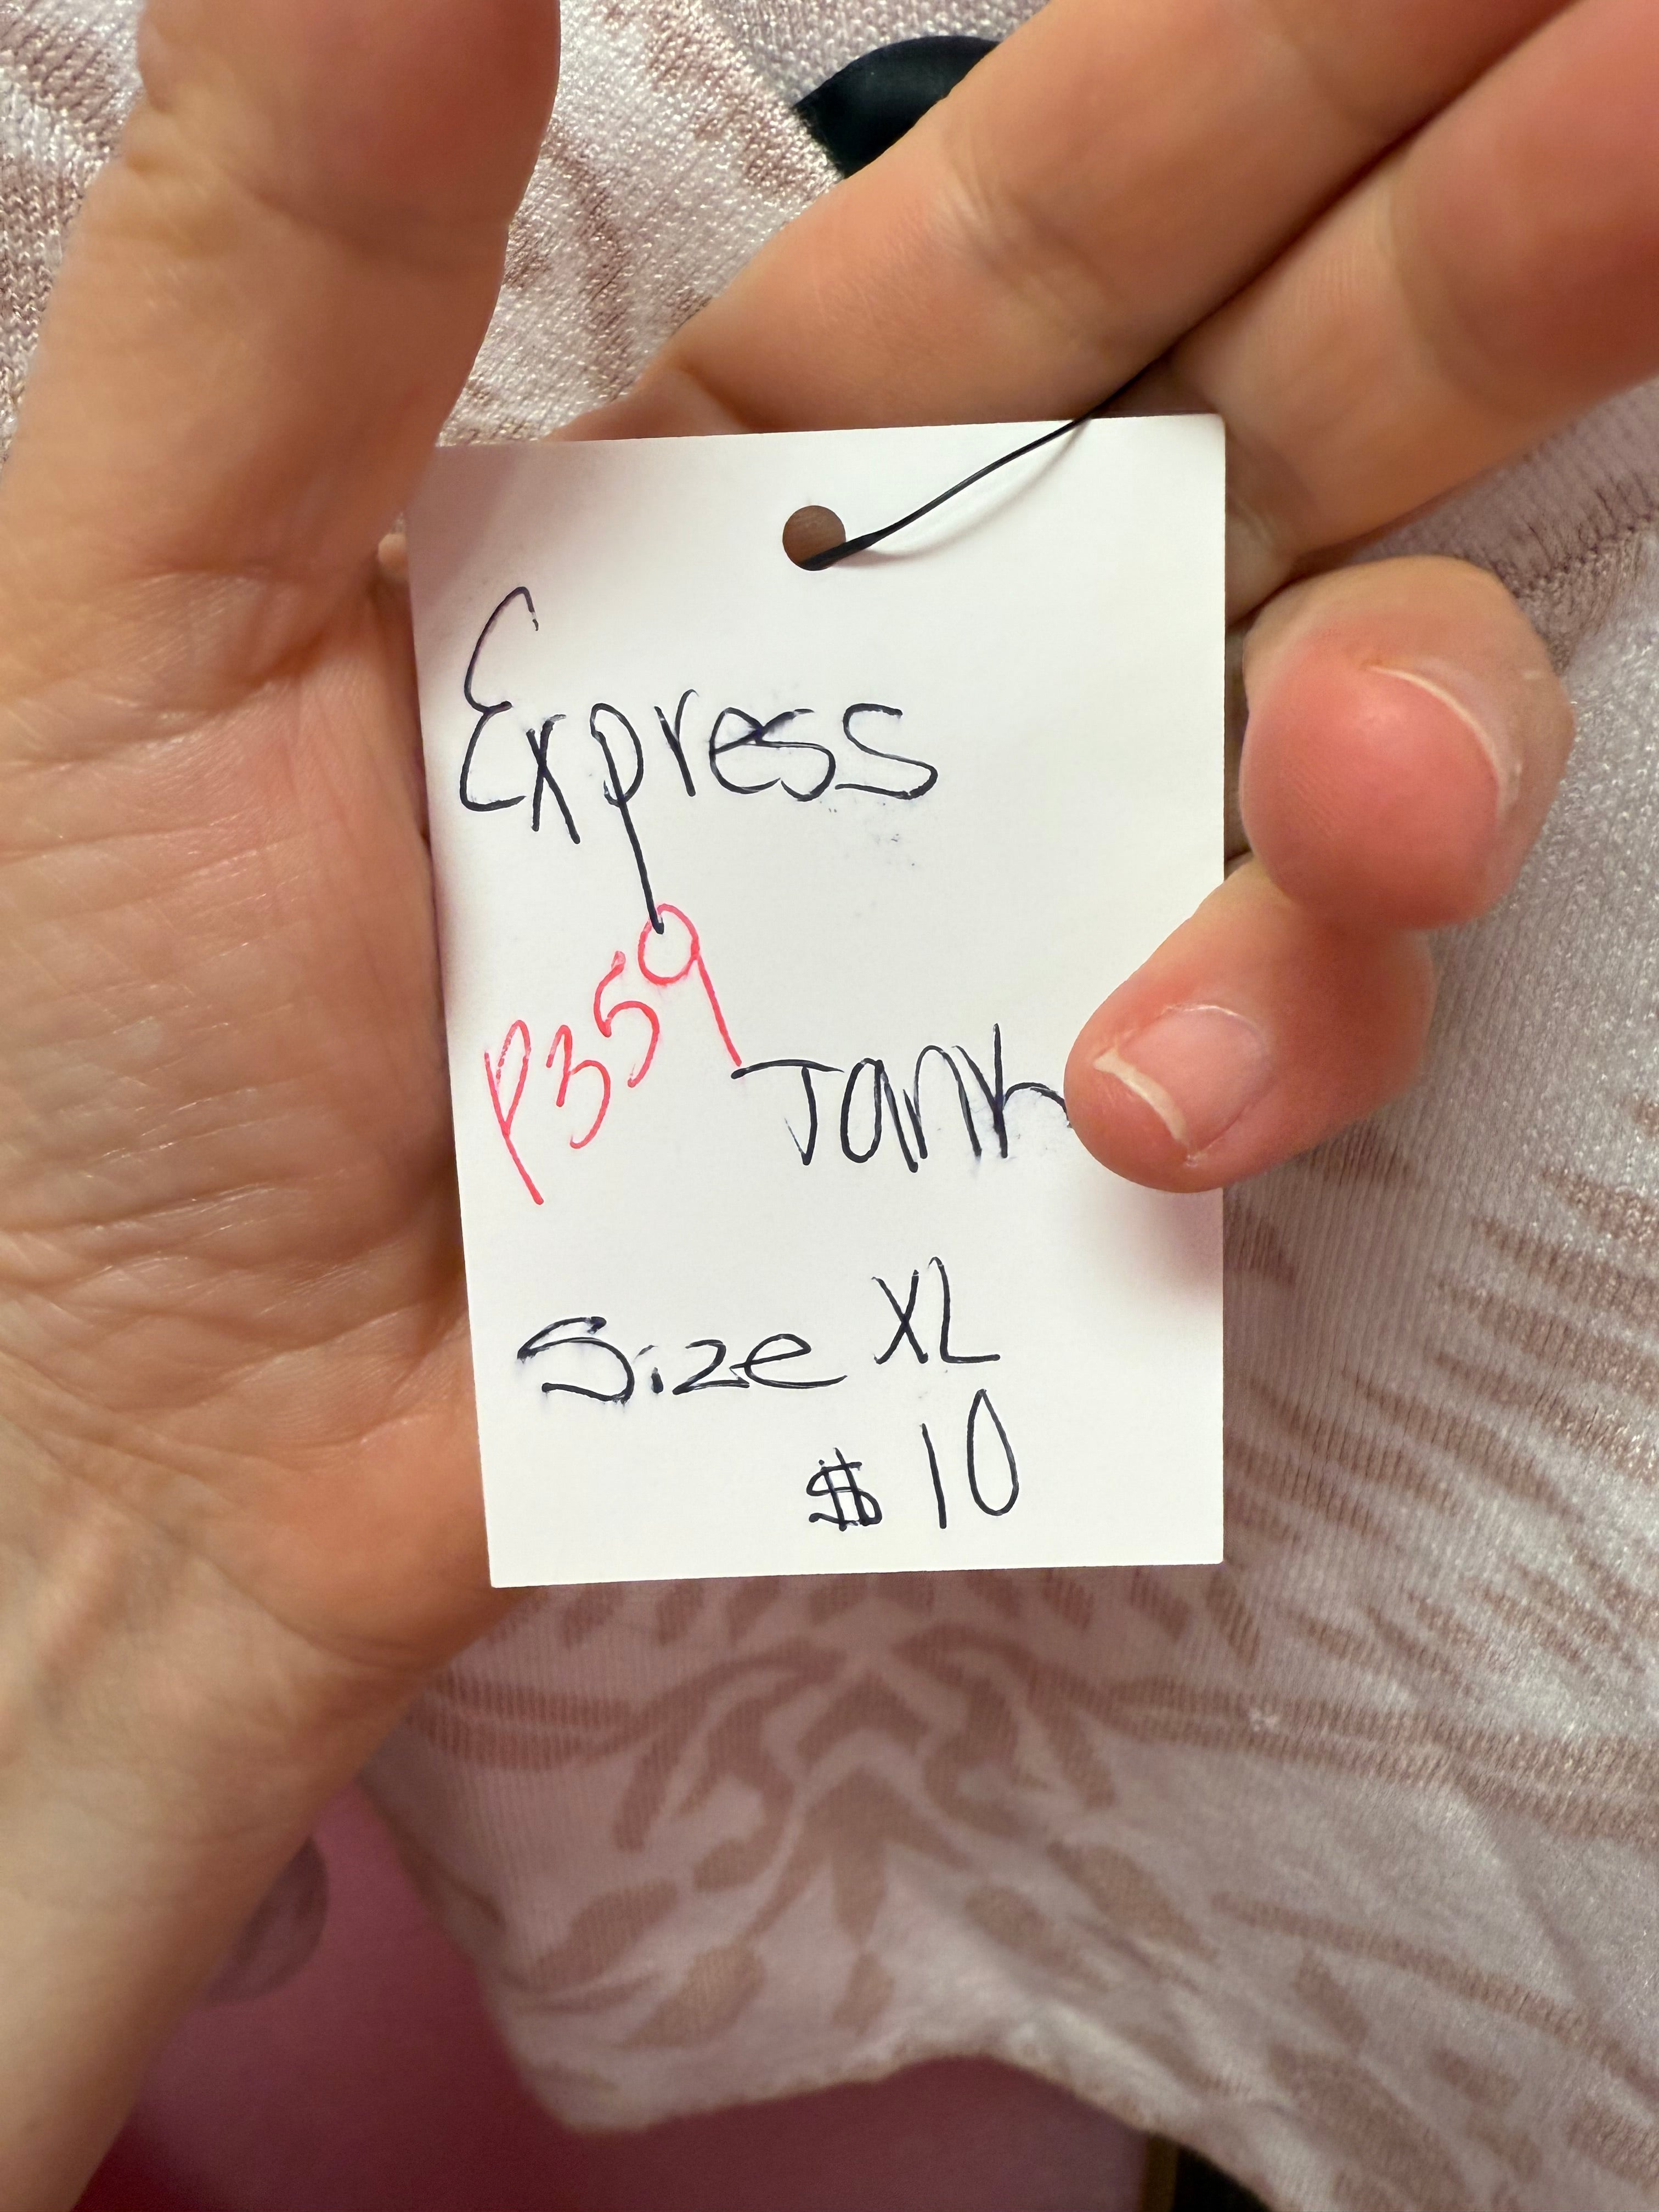 Express
P359
Tank
Size XL
$10